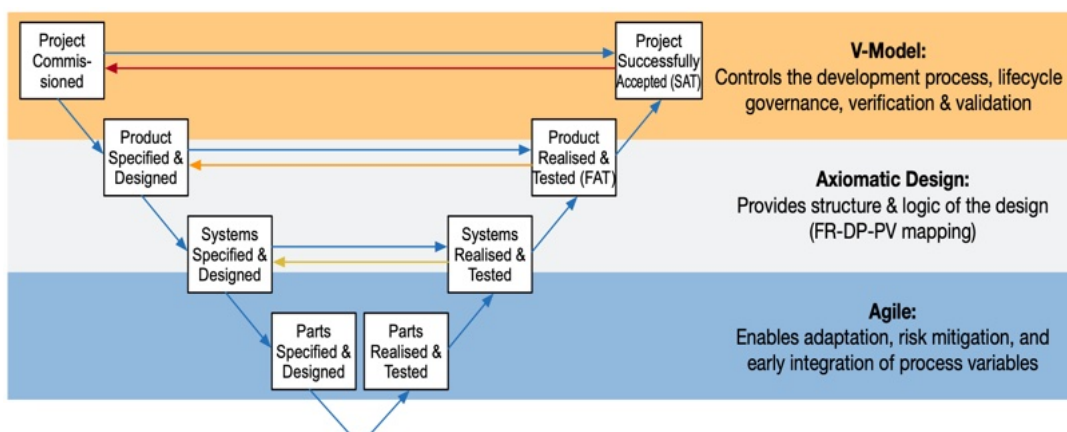 Project
Commis-
sioned
Project
Successfully
Accepted (SAT)
V-Model:
Controls the development process, lifecycle
governance, verification & validation
Product
Specified &
Designed
Product
Realised &
Tested (FAT)
Axiomatic Design:
Provides structure & logic of the design
(FR-DP-PV mapping)
Systems
Specified &
Designed
Systems
Realised &
Tested
Parts
Specified &
Designed
Parts
Realised &
Tested
Agile:
Enables adaptation, risk mitigation, and
early integration of process variables